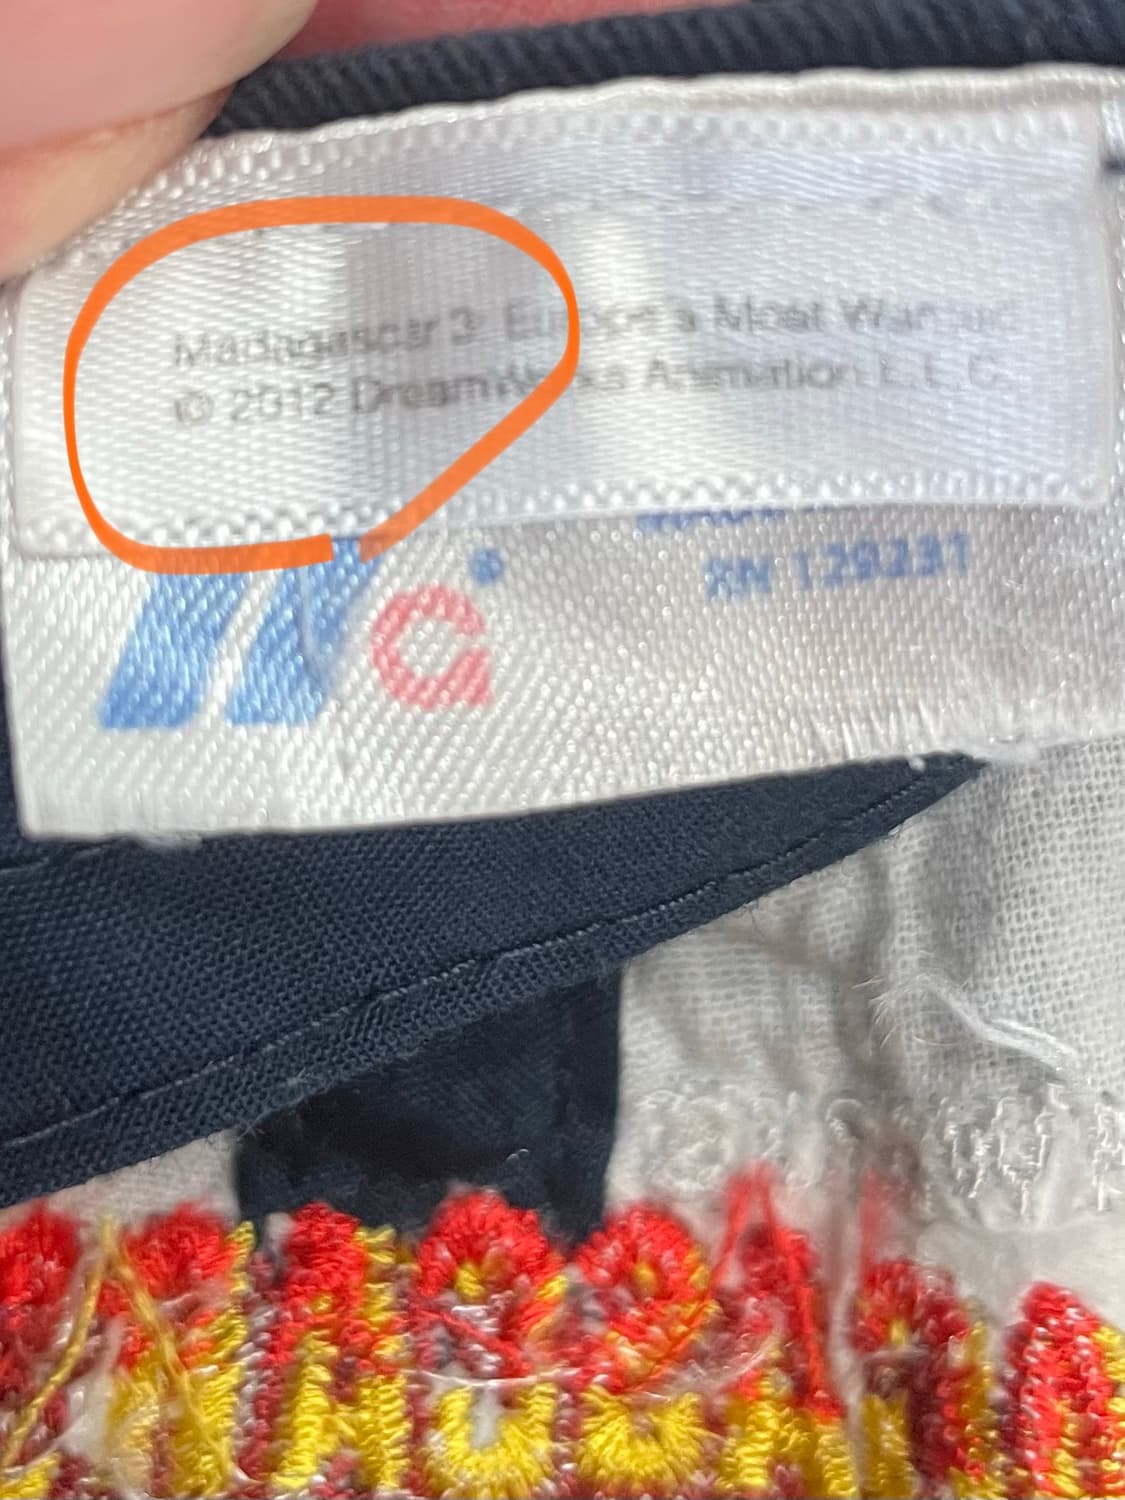 Madagascar 3: Europe's Most Wanted
© 2012 DreamWorks Animation L.L.C.
RN 129231